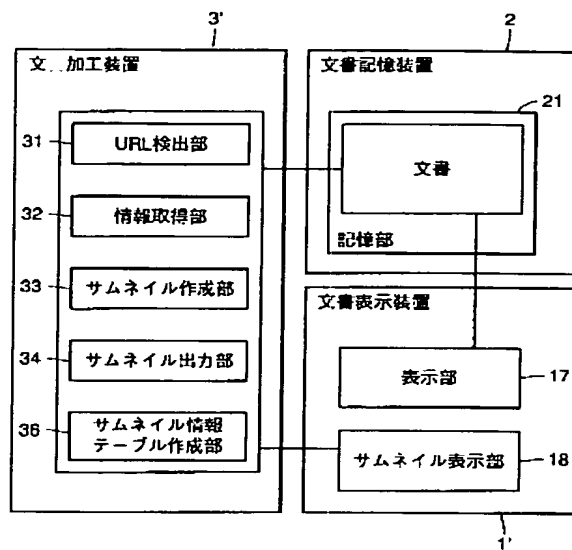 3'
文...加工装置
31
URL検出部
32
情報取得部
33
サムネイル作成部
34
サムネイル出力部
36
サムネイル情報
テーブル作成部
2
文書記憶装置
21
文書
記憶部
文書表示装置
表示部
17
サムネイル表示部
18
1'